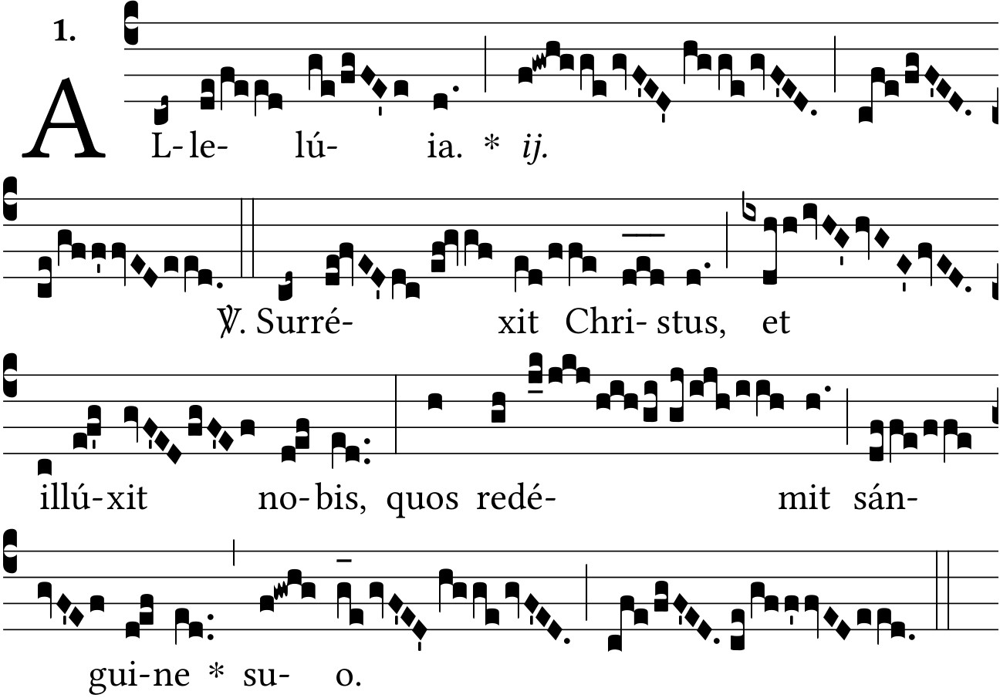 1.
AL-le- lú- ia. * ij.
℣. Surré- xit Chri- stus, et
illú-xit no-bis, quos redé- mit sán-
gui-ne * su- o.